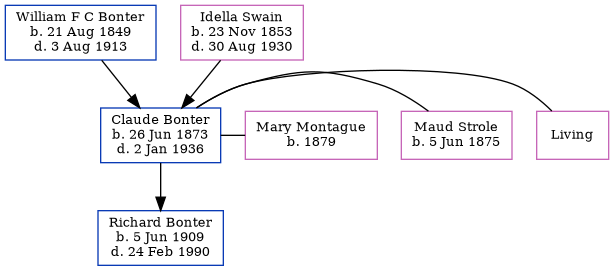 William F C Bonter
b. 21 Aug 1849
d. 3 Aug 1913
Idella Swain
b. 23 Nov 1853
d. 30 Aug 1930
Claude Bonter
b. 26 Jun 1873
d. 2 Jan 1936
Mary Montague
b. 1879
Maud Strole
b. 5 Jun 1875
Living
Richard Bonter
b. 5 Jun 1909
d. 24 Feb 1990